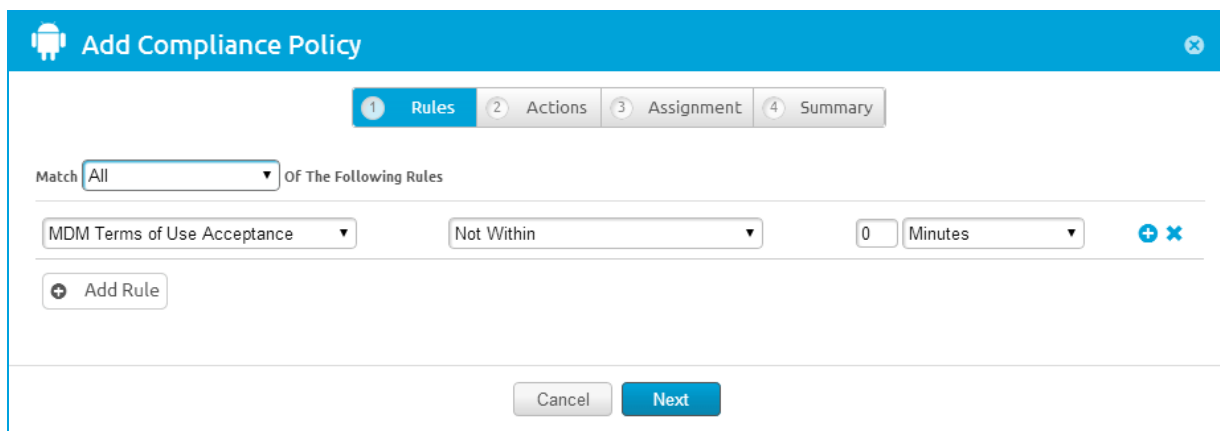 Add Compliance Policy
1 Rules 2 Actions 3 Assignment 4 Summary
Match All Of The Following Rules
MDM Terms of Use Acceptance Not Within 0 Minutes
Add Rule
Cancel Next